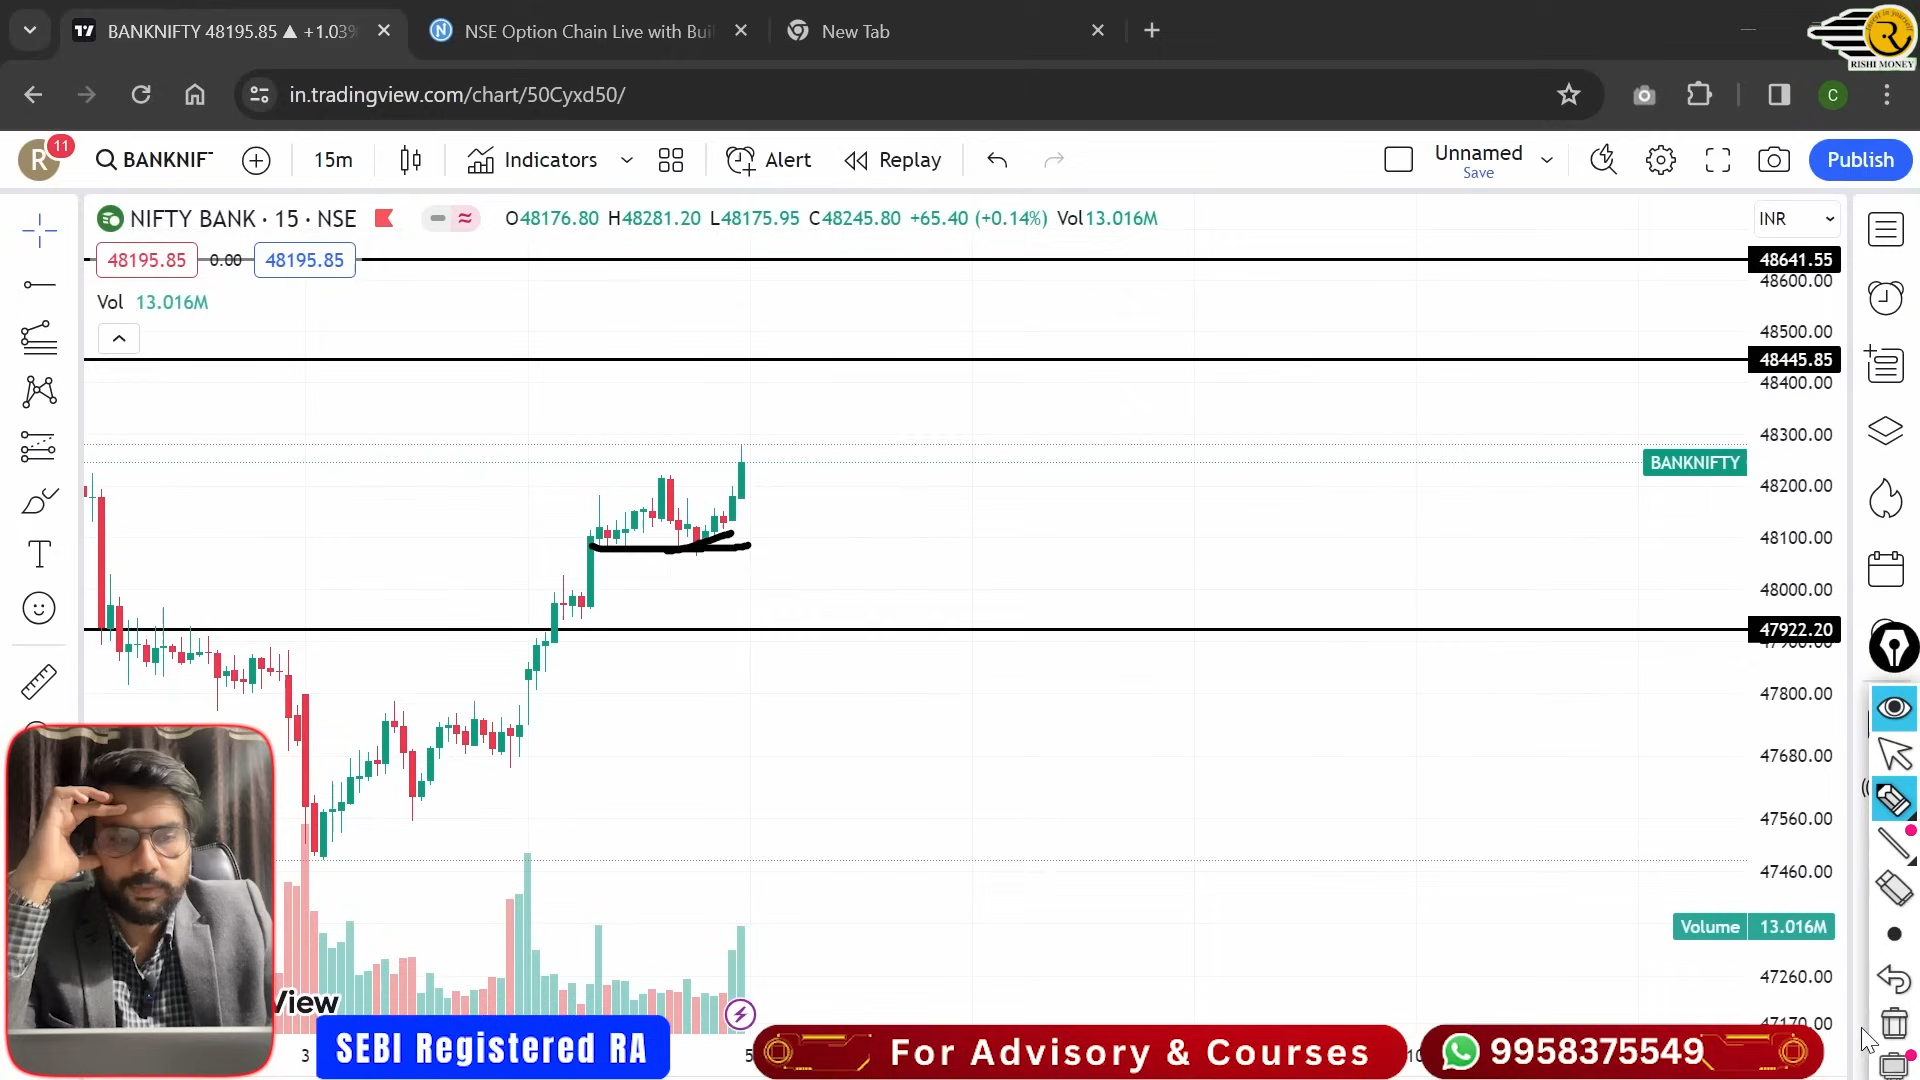 BANKNIFTY 48195.85 ▲ +1.03%
NSE Option Chain Live with Bui
New Tab
RISHI MONEY
in.tradingview.com/chart/50Cyxd50/
C
R
11
BANKNIF
15m
Indicators
Alert
Replay
Unnamed
Save
Publish
NIFTY BANK · 15 · NSE
O48176.80 H48281.20 L48175.95 C48245.80 +65.40 (+0.14%) Vol13.016M
INR
48195.85 0.00 48195.85
48641.55
48600.00
Vol 13.016M
48500.00
48445.85
48400.00
48300.00
BANKNIFTY
48200.00
48100.00
48000.00
47922.20
47800.00
47680.00
47560.00
47460.00
Volume 13.016M
47260.00
View
3
5
10
SEBI Registered RA
For Advisory & Courses
9958375549